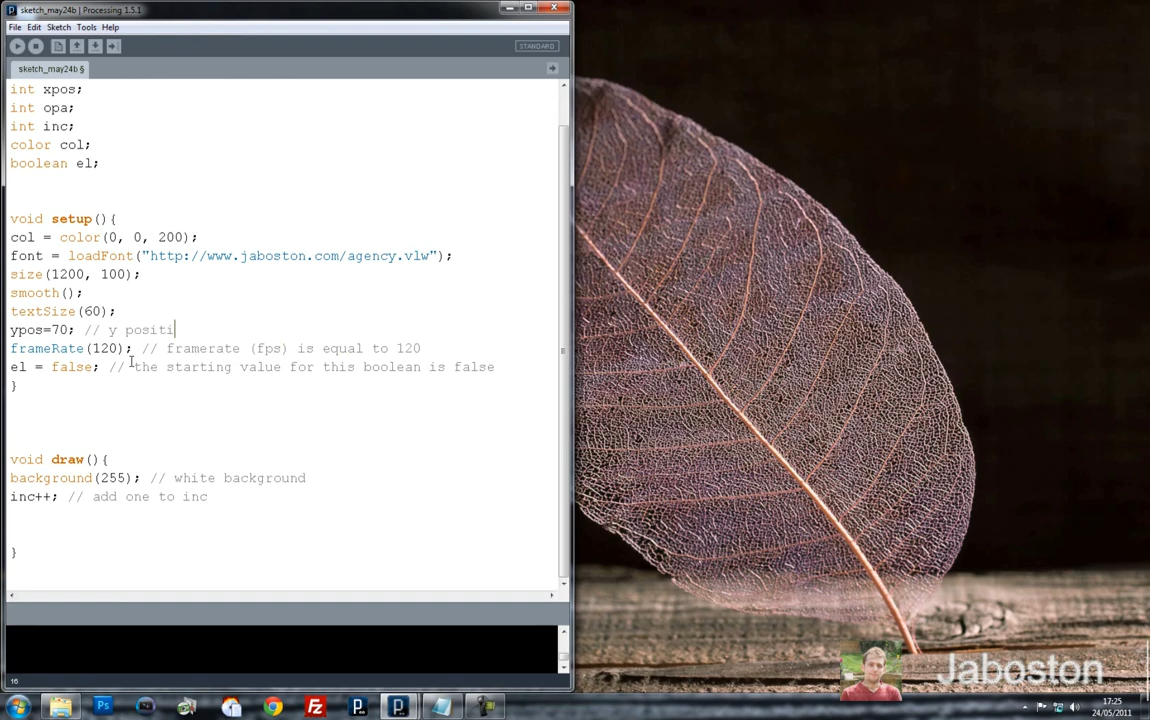 sketch_may24b | Processing 1.5.1
File Edit Sketch Tools Help
STANDARD
sketch_may24b §
int xpos;
int opa;
int inc;
color col;
boolean el;
void setup(){
col = color(0, 0, 200);
font = loadFont("http://www.jaboston.com/agency.vlw");
size(1200, 100);
smooth();
textSize(60);
ypos=70; // y positi
frameRate(120); // framerate (fps) is equal to 120
el = false; // the starting value for this boolean is false
}
void draw(){
background(255); // white background
inc++; // add one to inc
}
16
Jaboston
Ps
Fz
P
P
17:25
24/05/2011